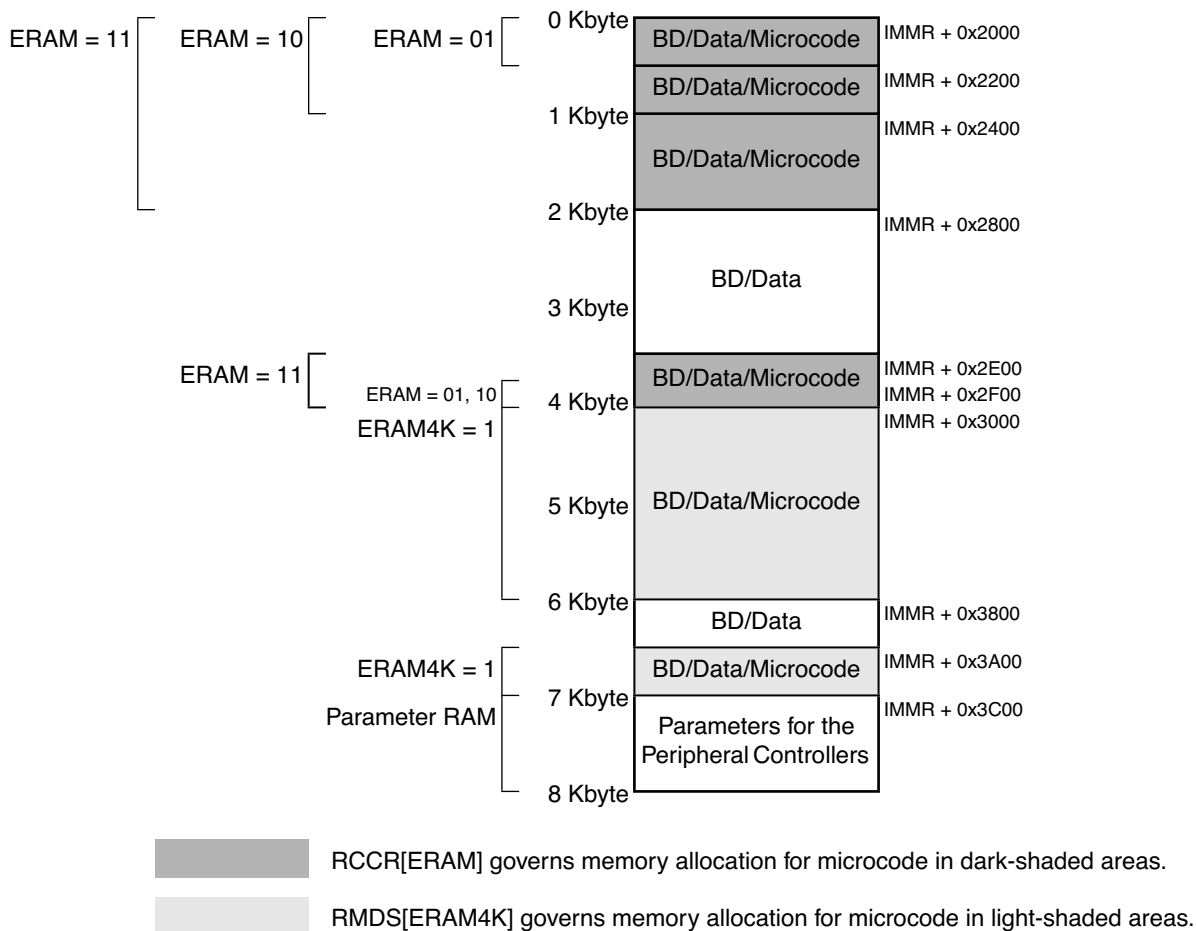 ERAM = 11
ERAM = 10
ERAM = 01
0 Kbyte
BD/Data/Microcode
IMMR + 0x2000
BD/Data/Microcode
IMMR + 0x2200
1 Kbyte
IMMR + 0x2400
BD/Data/Microcode
2 Kbyte
IMMR + 0x2800
BD/Data
3 Kbyte
ERAM = 11
BD/Data/Microcode
IMMR + 0x2E00
ERAM = 01, 10
IMMR + 0x2F00
4 Kbyte
ERAM4K = 1
IMMR + 0x3000
BD/Data/Microcode
5 Kbyte
6 Kbyte
BD/Data
IMMR + 0x3800
ERAM4K = 1
BD/Data/Microcode
IMMR + 0x3A00
7 Kbyte
Parameter RAM
IMMR + 0x3C00
Parameters for the
Peripheral Controllers
8 Kbyte
RCCR[ERAM] governs memory allocation for microcode in dark-shaded areas.
RMDS[ERAM4K] governs memory allocation for microcode in light-shaded areas.